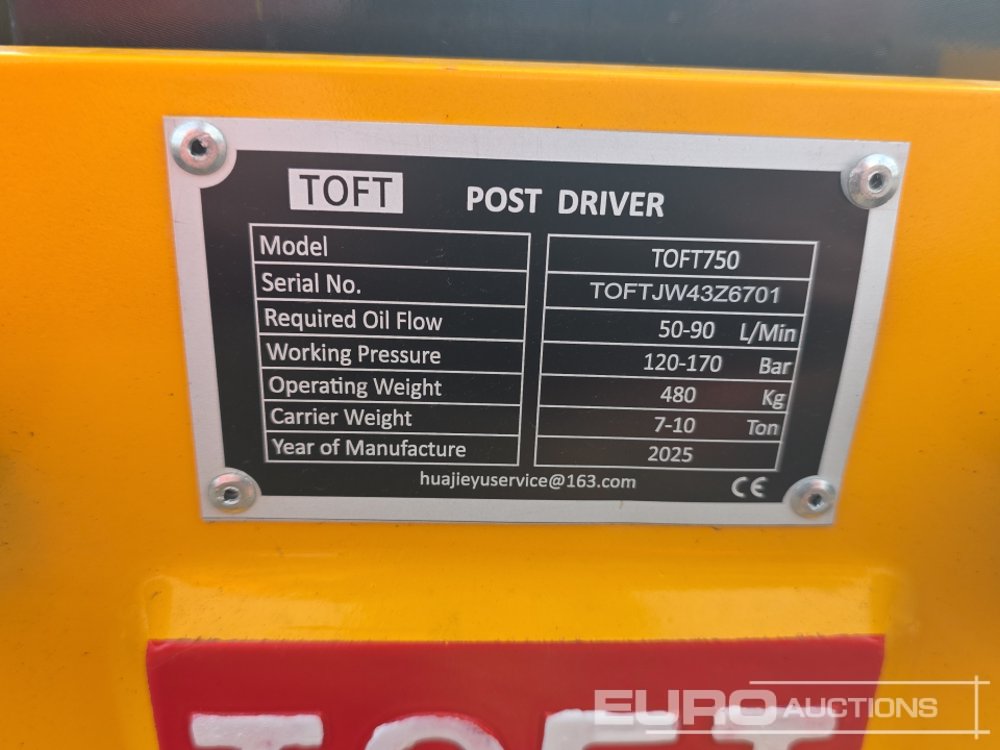 TOFT POST DRIVER
Model TOFT750
Serial No. TOFTJW43Z6701
Required Oil Flow 50-90 L/Min
Working Pressure 120-170 Bar
Operating Weight 480 Kg
Carrier Weight 7-10 Ton
Year of Manufacture 2025
huajieyuservice@163.com CE
TOFT
EURO AUCTIONS